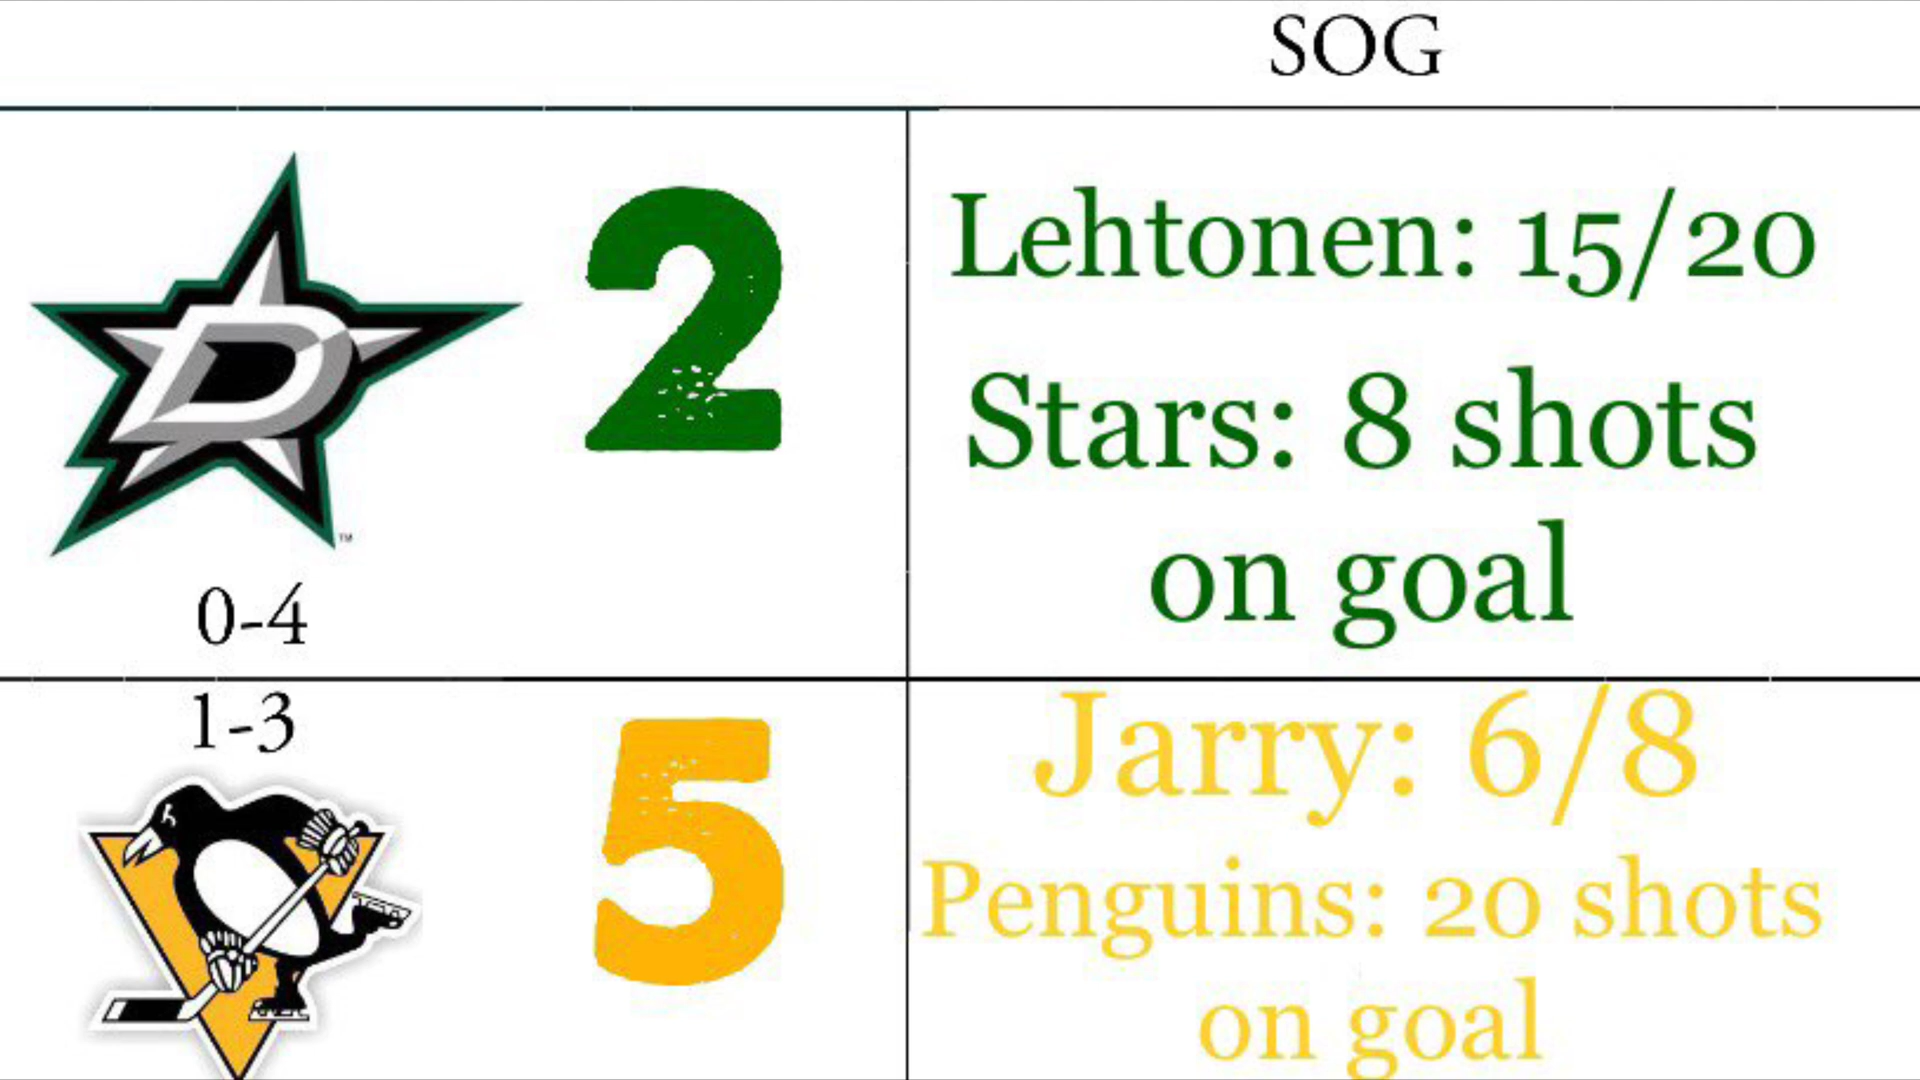 SOG
D
TM
2
Lehtonen: 15/20
Stars: 8 shots
on goal
0-4
1-3
5
Jarry: 6/8
Penguins: 20 shots
on goal